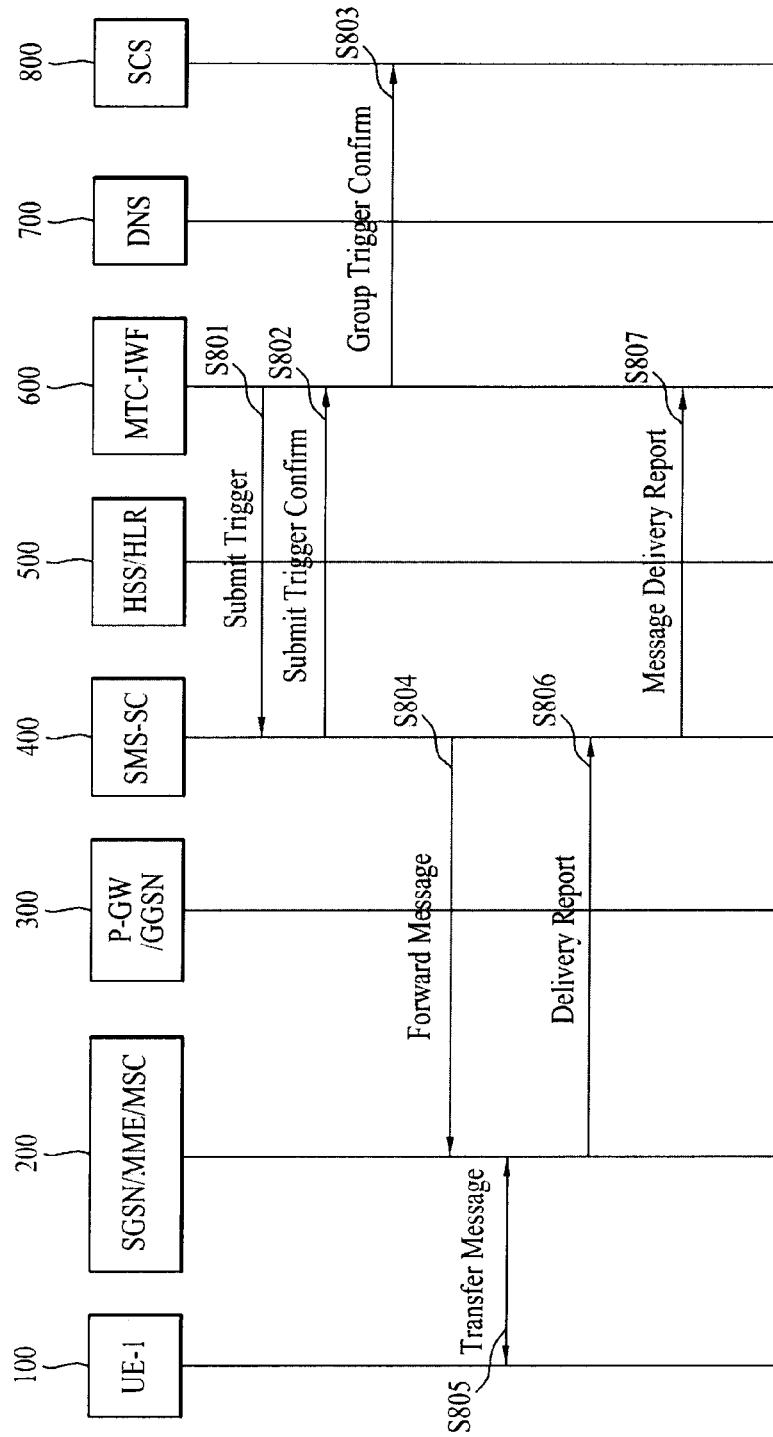 100
200
300
400
500
600
700
800
UE-1
SGSN/MME/MSC
P-GW
/GGSN
SMS-SC
HSS/HLR
MTC-IWF
DNS
SCS
S801
Submit Trigger
S802
Submit Trigger Confirm
S803
Group Trigger Confirm
S804
Forward Message
S805
Transfer Message
S806
Delivery Report
S807
Message Delivery Report